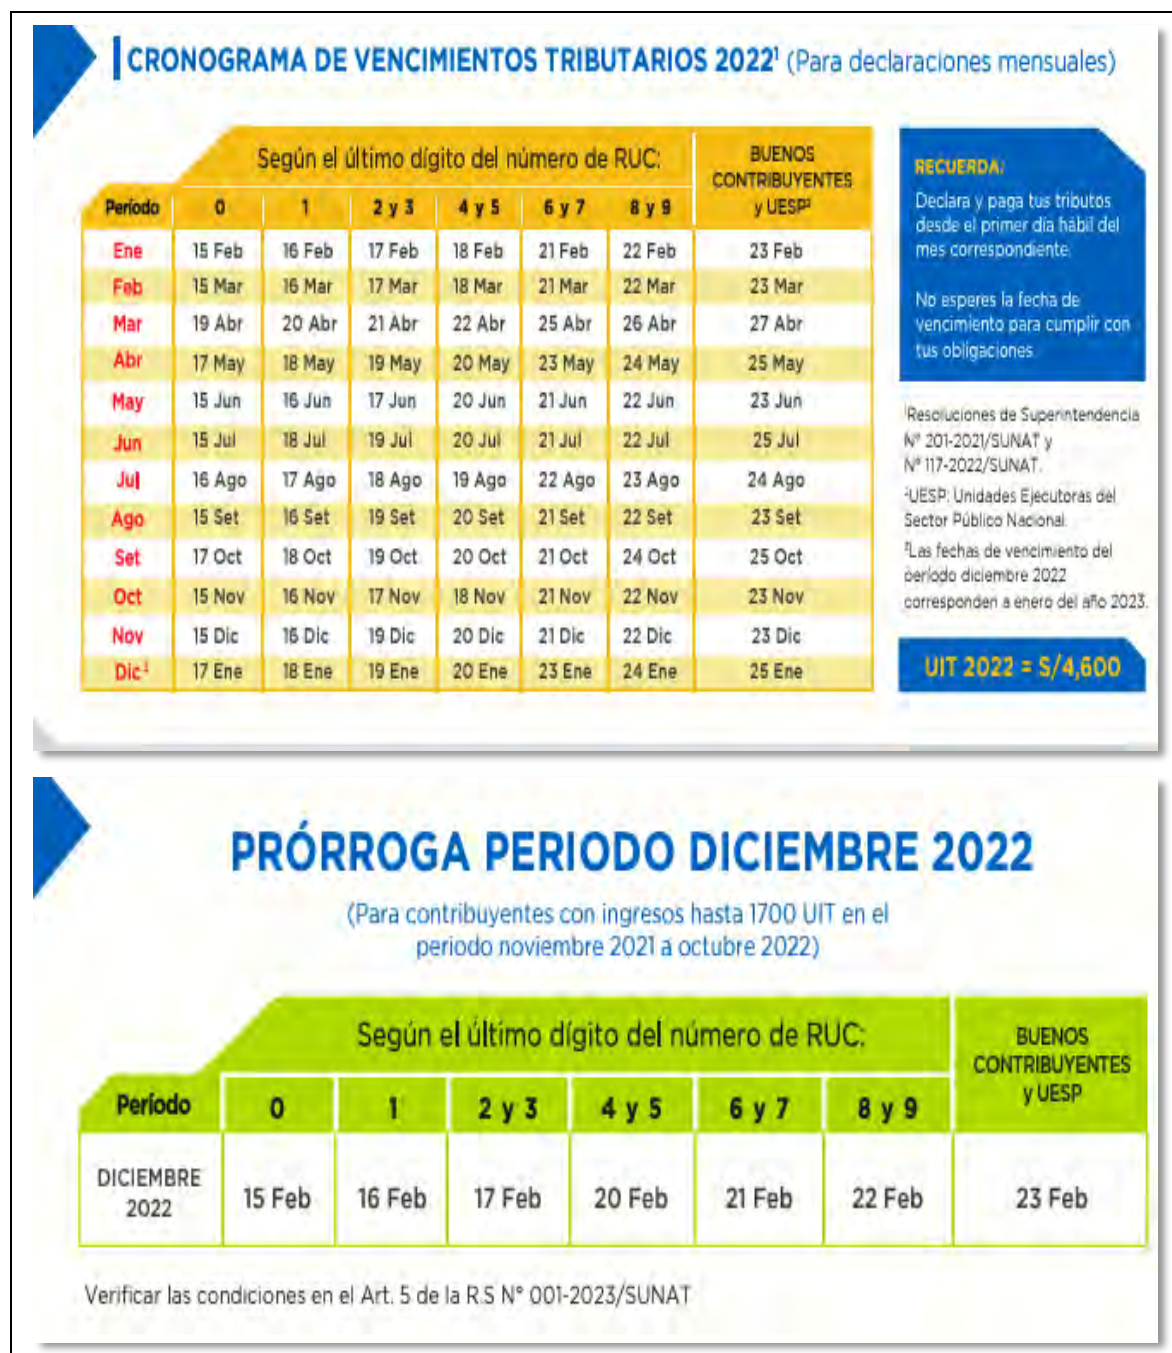 CRONOGRAMA DE VENCIMIENTOS TRIBUTARIOS 2022¹ (Para declaraciones mensuales)
Según el último dígito del número de RUC:
BUENOS
CONTRIBUYENTES
y UESP²
Período 0 1 2 y 3 4 y 5 6 y 7 8 y 9
Ene 15 Feb 16 Feb 17 Feb 18 Feb 21 Feb 22 Feb 23 Feb
Feb 15 Mar 16 Mar 17 Mar 18 Mar 21 Mar 22 Mar 23 Mar
Mar 19 Abr 20 Abr 21 Abr 22 Abr 25 Abr 26 Abr 27 Abr
Abr 17 May 18 May 19 May 20 May 23 May 24 May 25 May
May 15 Jun 16 Jun 17 Jun 20 Jun 21 Jun 22 Jun 23 Jun
Jun 15 Jul 18 Jul 19 Jul 20 Jul 21 Jul 22 Jul 25 Jul
Jul 16 Ago 17 Ago 18 Ago 19 Ago 22 Ago 23 Ago 24 Ago
Ago 15 Set 16 Set 19 Set 20 Set 21 Set 22 Set 23 Set
Set 17 Oct 18 Oct 19 Oct 20 Oct 21 Oct 24 Oct 25 Oct
Oct 15 Nov 16 Nov 17 Nov 18 Nov 21 Nov 22 Nov 23 Nov
Nov 15 Dic 16 Dic 19 Dic 20 Dic 21 Dic 22 Dic 23 Dic
Dic³ 17 Ene 18 Ene 19 Ene 20 Ene 23 Ene 24 Ene 25 Ene
RECUERDA:
Declara y paga tus tributos
desde el primer día hábil del
mes correspondiente.
No esperes la fecha de
vencimiento para cumplir con
tus obligaciones
¹Resoluciones de Superintendencia
N° 201-2021/SUNAT y
N° 117-2022/SUNAT.
²UESP: Unidades Ejecutoras del
Sector Público Nacional.
³Las fechas de vencimiento del
período diciembre 2022
corresponden a enero del año 2023.
UIT 2022 = S/4,600
PRÓRROGA PERIODO DICIEMBRE 2022
(Para contribuyentes con ingresos hasta 1700 UIT en el
periodo noviembre 2021 a octubre 2022)
Según el último dígito del número de RUC:
BUENOS
CONTRIBUYENTES
y UESP
Período 0 1 2 y 3 4 y 5 6 y 7 8 y 9
DICIEMBRE
2022
15 Feb 16 Feb 17 Feb 20 Feb 21 Feb 22 Feb 23 Feb
Verificar las condiciones en el Art. 5 de la R.S N° 001-2023/SUNAT